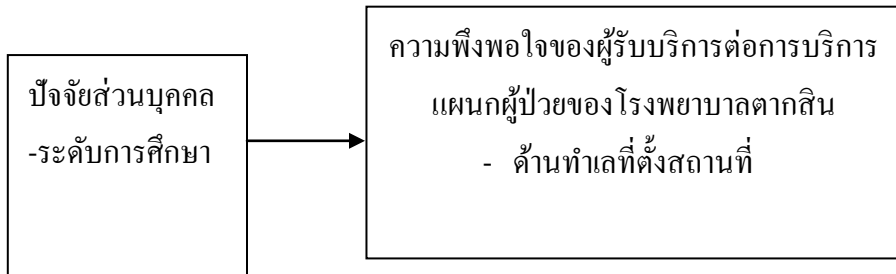 ปัจจัยส่วนบุคคล
-ระดับการศึกษา
ความพึงพอใจของผู้รับบริการต่อการบริการ
แผนกผู้ป่วยของโรงพยาบาลตากสิน
- ด้านทำเลที่ตั้งสถานที่